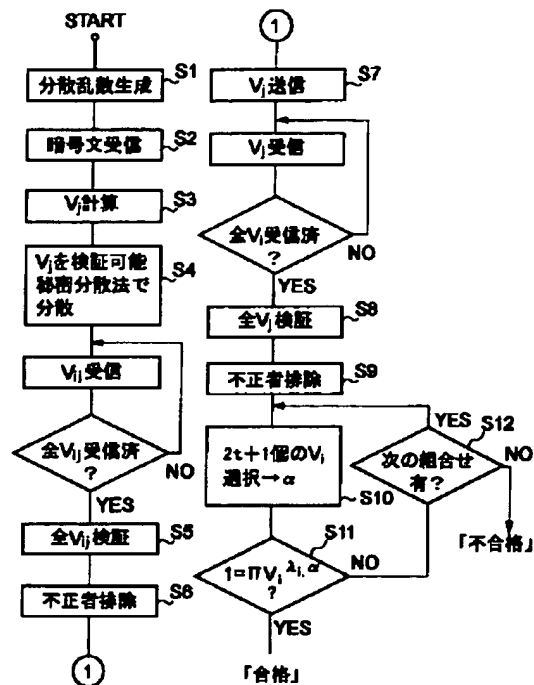 START
分散乱数生成
S1
暗号文受信
S2
Vj計算
S3
Vjを検証可能
秘密分散法で
分散
S4
Vij受信
全Vij受信済
?
NO
YES
全Vij検証
S5
不正者排除
S6
1
1
Vj送信
S7
Vj受信
全Vi受信済
?
NO
YES
全Vj検証
S8
不正者排除
S9
2t+1個のVi
選択→α
S10
1=ΠVi^λi,α
?
S11
NO
YES
「合格」
次の組合せ
有?
S12
YES
NO
「不合格」